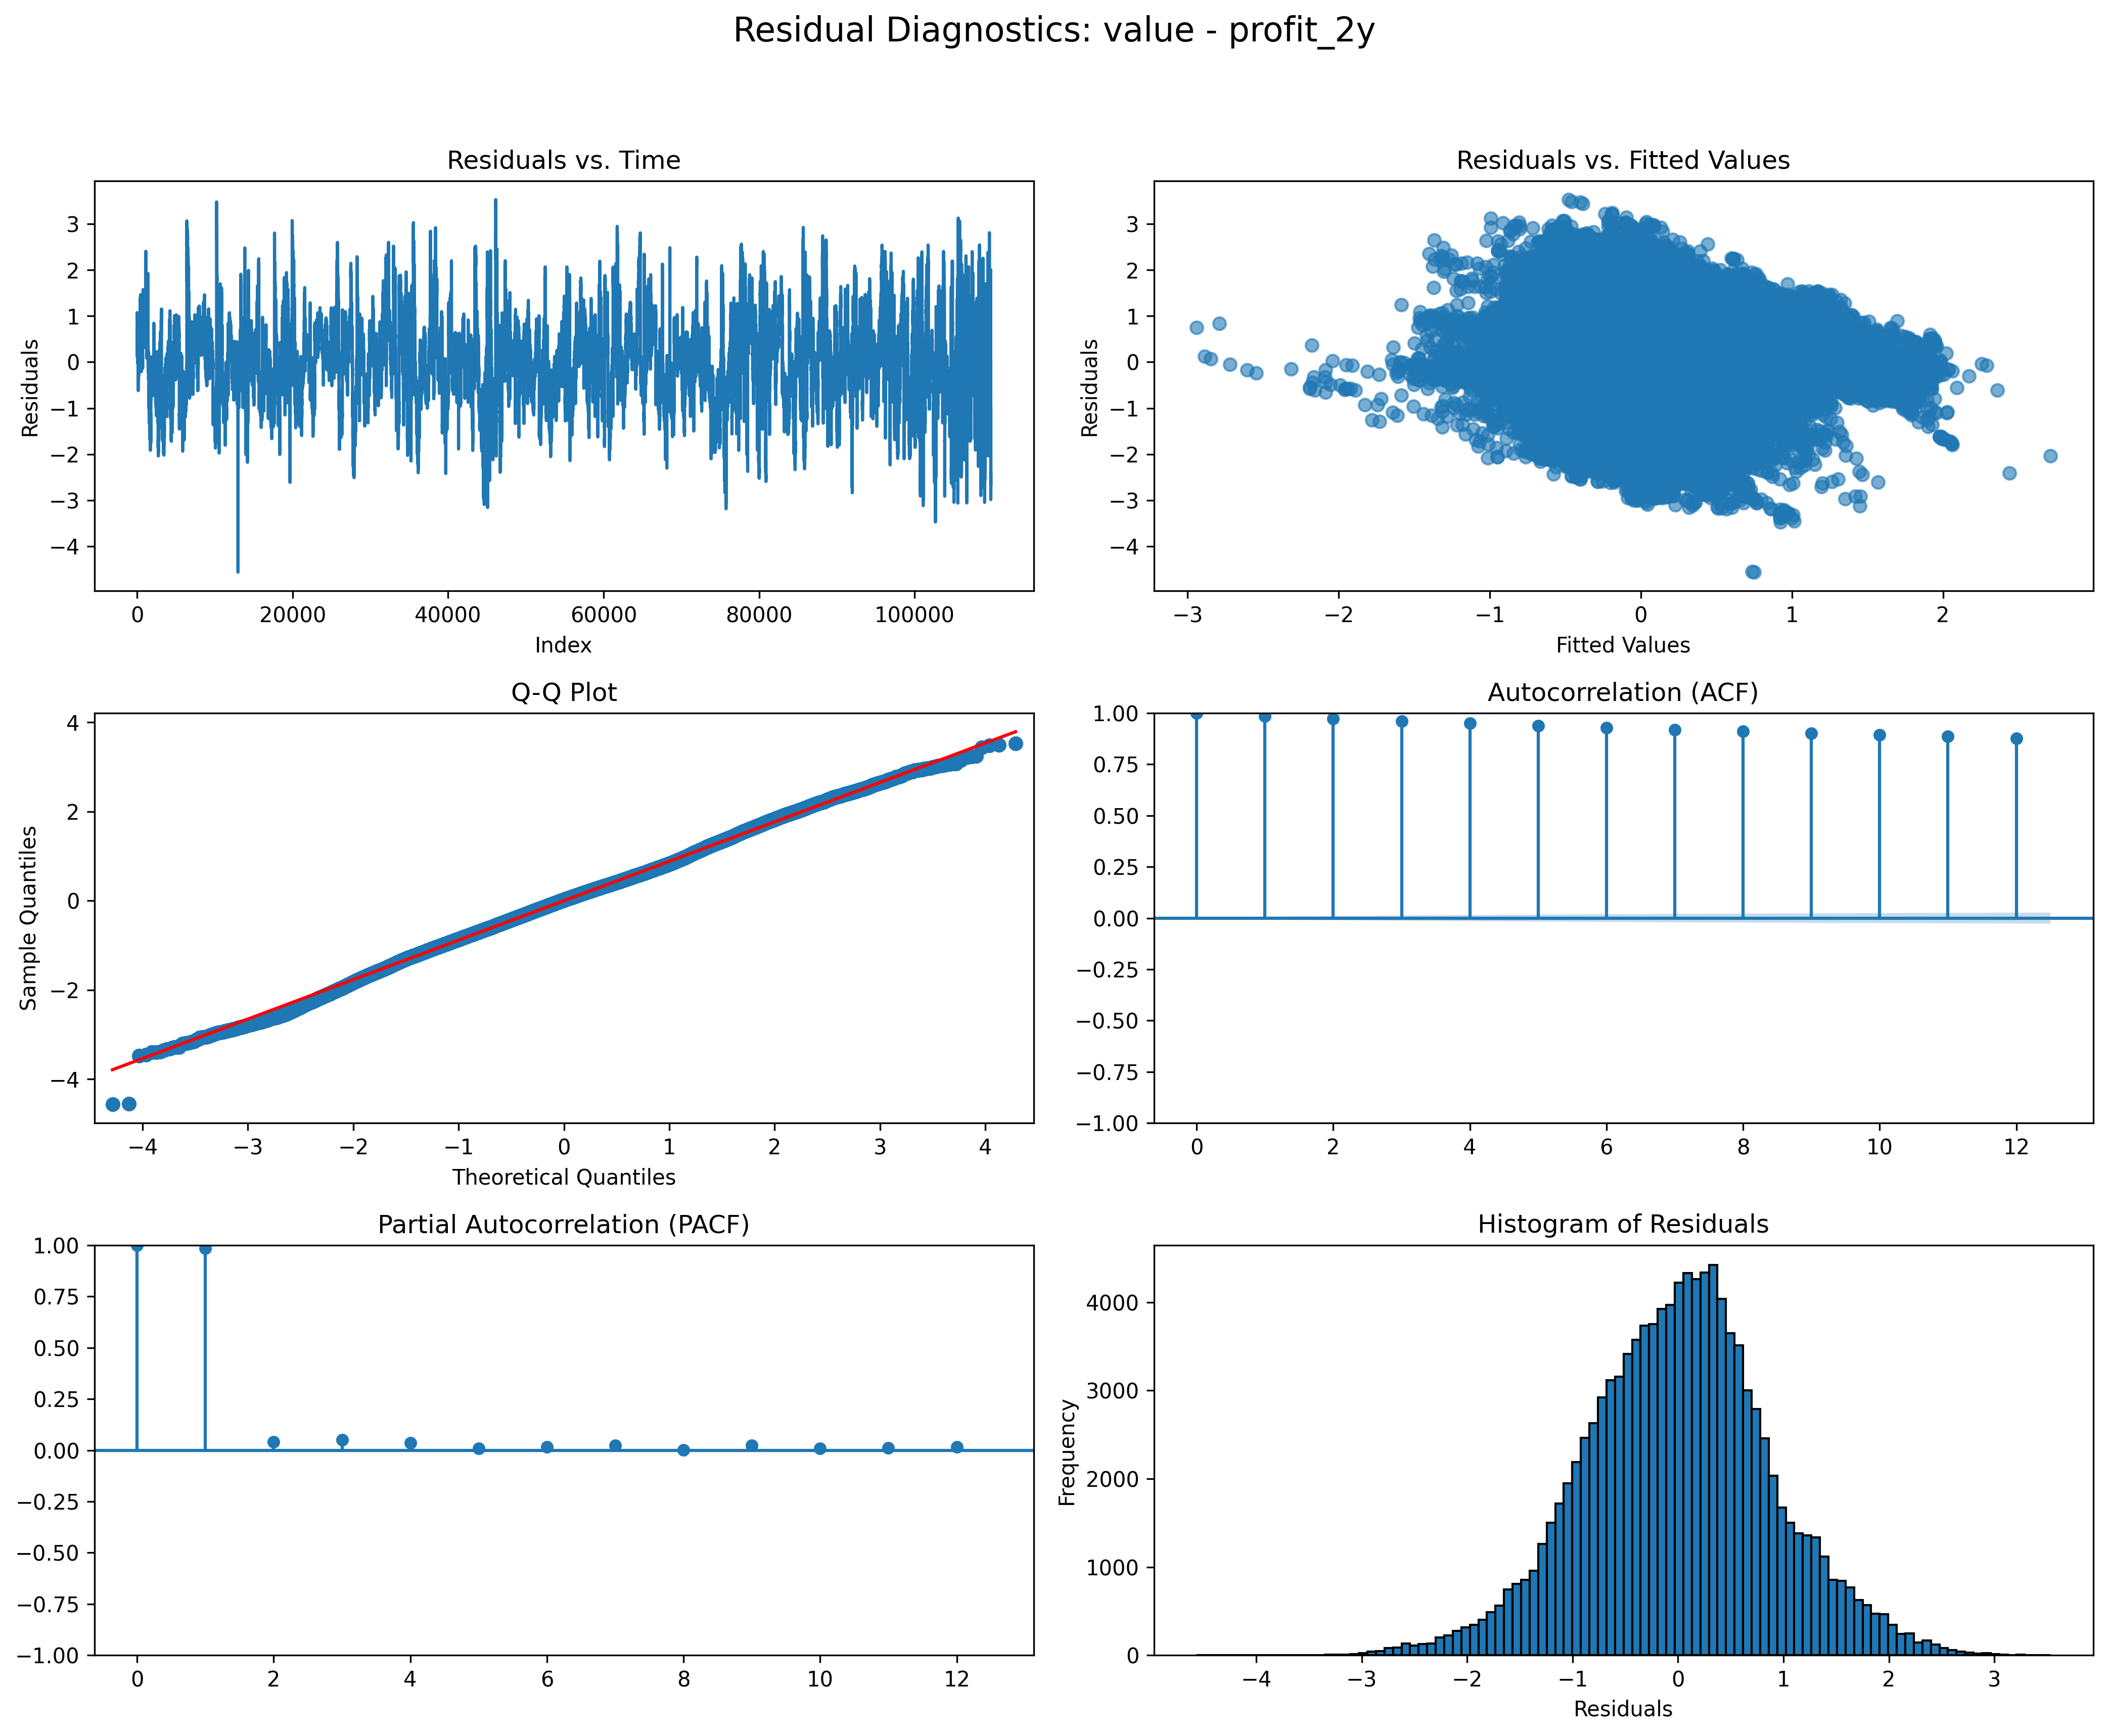 Residual Diagnostics: value - profit_2y
Residuals vs. Time
3
2
1
0
−1
−2
−3
−4
Residuals
0 20000 40000 60000 80000 100000
Index
Residuals vs. Fitted Values
3
2
1
0
−1
−2
−3
−4
Residuals
−3 −2 −1 0 1 2
Fitted Values
Q-Q Plot
4
2
0
−2
−4
Sample Quantiles
−4 −3 −2 −1 0 1 2 3 4
Theoretical Quantiles
Autocorrelation (ACF)
1.00
0.75
0.50
0.25
0.00
−0.25
−0.50
−0.75
−1.00
0 2 4 6 8 10 12
Partial Autocorrelation (PACF)
1.00
0.75
0.50
0.25
0.00
−0.25
−0.50
−0.75
−1.00
0 2 4 6 8 10 12
Histogram of Residuals
4000
3000
2000
1000
0
Frequency
−4 −3 −2 −1 0 1 2 3
Residuals